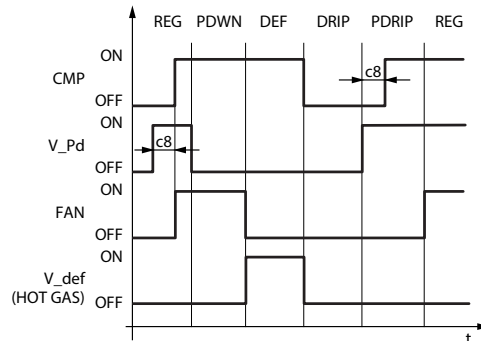 REG PDWN DEF DRIP PDRIP REG
ON
CMP
c8
OFF
ON
V_Pd
c8
OFF
ON
FAN
OFF
ON
V_def
(HOT GAS)
OFF
t